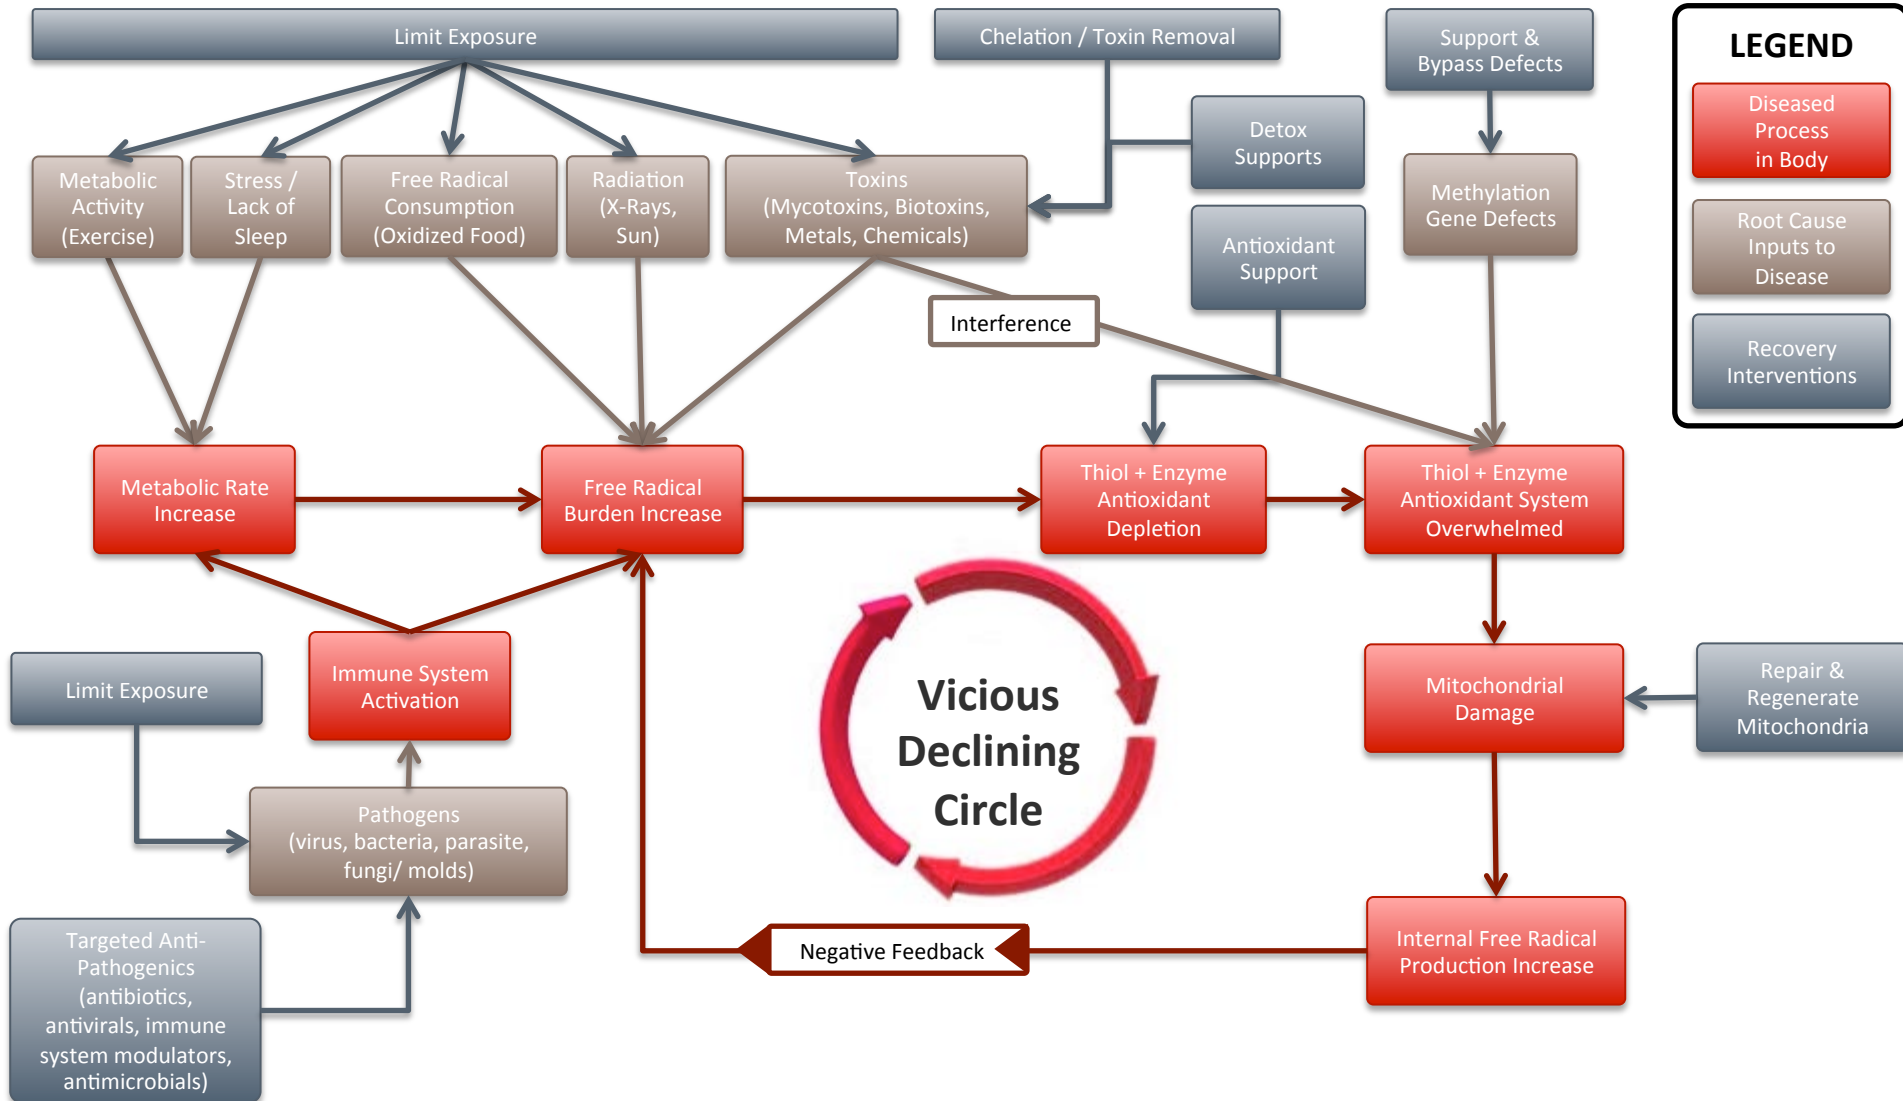 Limit Exposure
Chelation / Toxin Removal
Support &
Bypass Defects
LEGEND
Diseased
Process
in Body
Root Cause
Inputs to
Disease
Recovery
Interventions
Detox
Supports
Metabolic
Activity
(Exercise)
Stress /
Lack of
Sleep
Free Radical
Consumption
(Oxidized Food)
Radiation
(X-Rays,
Sun)
Toxins
(Mycotoxins, Biotoxins,
Metals, Chemicals)
Methylation
Gene Defects
Antioxidant
Support
Interference
Metabolic Rate
Increase
Free Radical
Burden Increase
Thiol + Enzyme
Antioxidant
Depletion
Thiol + Enzyme
Antioxidant System
Overwhelmed
Limit Exposure
Immune System
Activation
Vicious
Declining
Circle
Mitochondrial
Damage
Repair &
Regenerate
Mitochondria
Pathogens
(virus, bacteria, parasite,
fungi/ molds)
Targeted Anti-
Pathogenics
(antibiotics,
antivirals, immune
system modulators,
antimicrobials)
Negative Feedback
Internal Free Radical
Production Increase